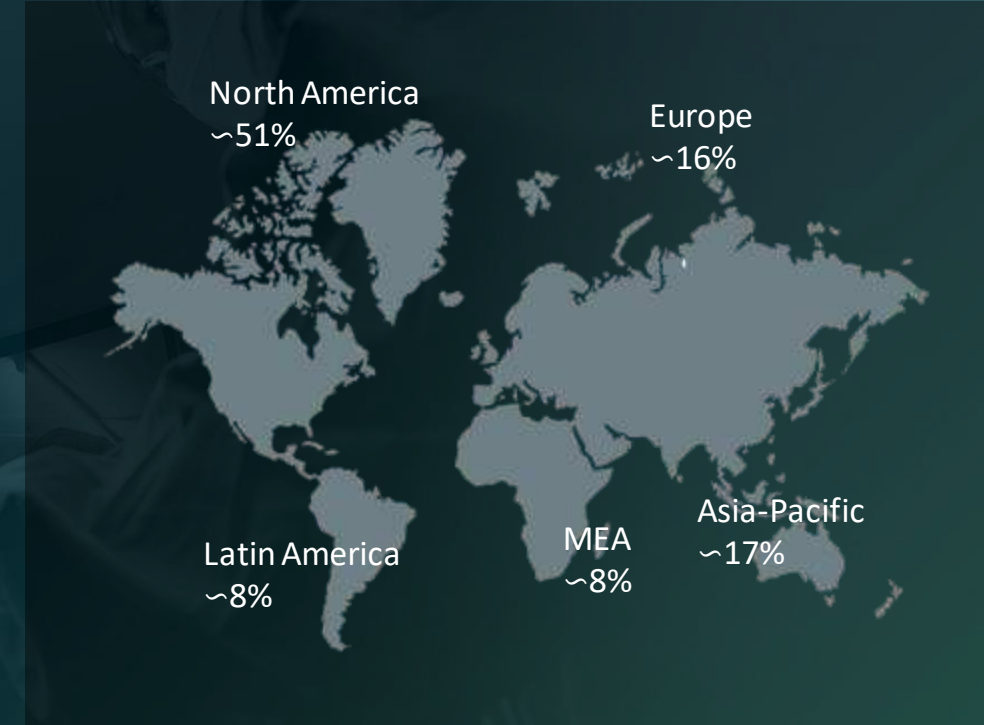 North America
∽51%
Europe
∽16%
Latin America
∽8%
MEA
∽8%
Asia-Pacific
∽17%